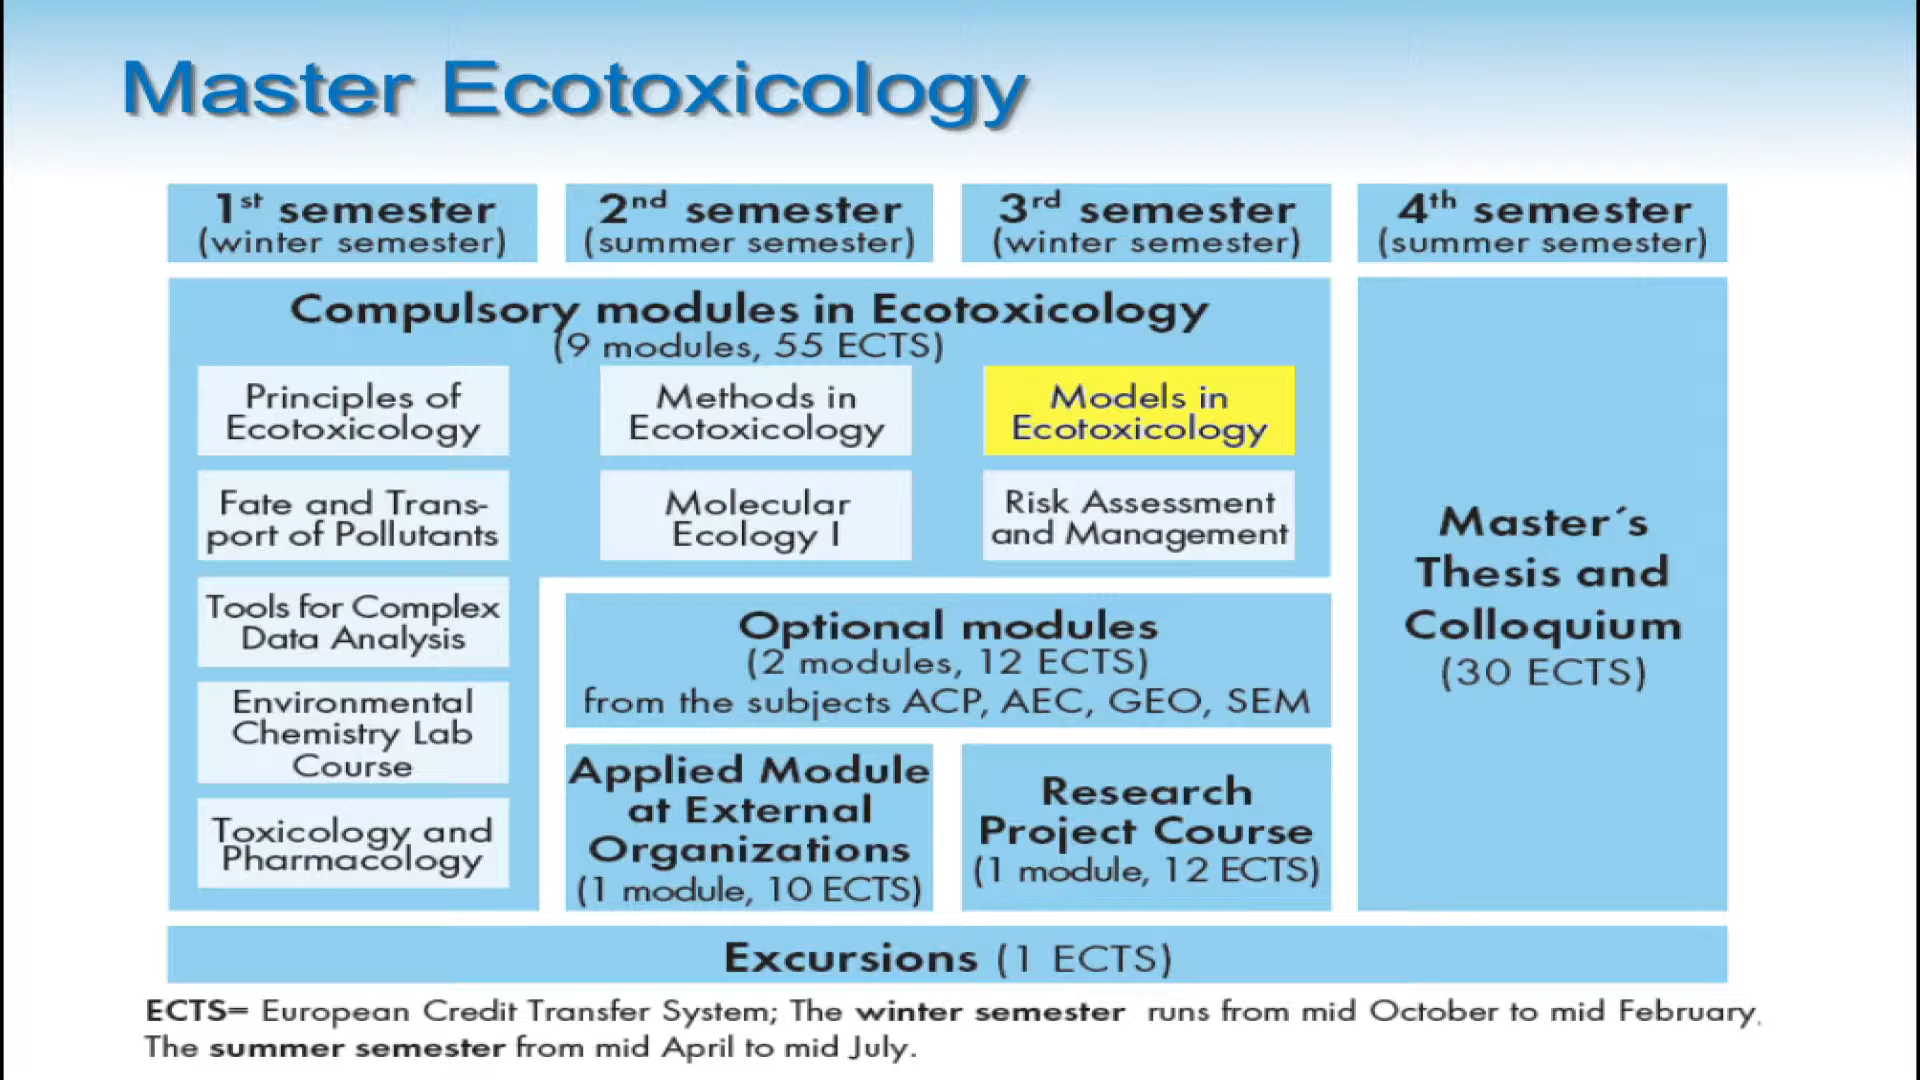 Master Ecotoxicology
1st semester
(winter semester)
2nd semester
(summer semester)
3rd semester
(winter semester)
4th semester
(summer semester)
Compulsory modules in Ecotoxicology
(9 modules, 55 ECTS)
Principles of
Ecotoxicology
Methods in
Ecotoxicology
Models in
Ecotoxicology
Fate and Trans-
port of Pollutants
Molecular
Ecology I
Risk Assessment
and Management
Tools for Complex
Data Analysis
Environmental
Chemistry Lab
Course
Toxicology and
Pharmacology
Optional modules
(2 modules, 12 ECTS)
from the subjects ACP, AEC, GEO, SEM
Applied Module
at External
Organizations
(1 module, 10 ECTS)
Research
Project Course
(1 module, 12 ECTS)
Master´s
Thesis and
Colloquium
(30 ECTS)
Excursions (1 ECTS)
ECTS= European Credit Transfer System; The winter semester runs from mid October to mid February,
The summer semester from mid April to mid July.